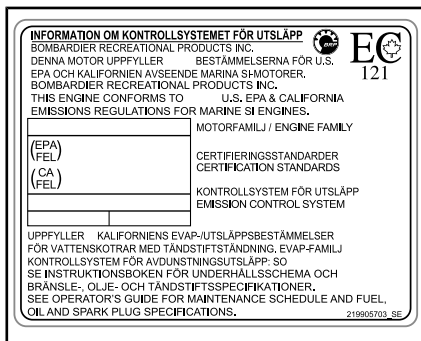 INFORMATION OM KONTROLLSYSTEMET FÖR UTSLÄPP
BOMBARDIER RECREATIONAL PRODUCTS INC.
DENNA MOTOR UPPFYLLER BESTÄMMELSERNA FÖR U.S.
EPA OCH KALIFORNIEN AVSEENDE MARINA SI-MOTORER.
BOMBARDIER RECREATIONAL PRODUCTS INC.
THIS ENGINE CONFORMS TO U.S. EPA & CALIFORNIA
EMISSIONS REGULATIONS FOR MARINE SI ENGINES.
BRP
EC
121
MOTORFAMILJ / ENGINE FAMILY
(EPA FEL)
CERTIFIERINGSSTANDARDER
CERTIFICATION STANDARDS
(CA FEL)
KONTROLLSYSTEM FÖR UTSLÄPP
EMISSION CONTROL SYSTEM
UPPFYLLER KALIFORNIENS EVAP-/UTSLÄPPSBESTÄMMELSER
FÖR VATTENSKOTRAR MED TÄNDSTIFTSTÄNDNING. EVAP-FAMILJ
KONTROLLSYSTEM FÖR AVDUNSTNINGSUTSLÄPP: SO
SE INSTRUKTIONSBOKEN FÖR UNDERHÅLLSSCHEMA OCH
BRÄNSLE-, OLJE- OCH TÄNDSTIFTSSPECIFIKATIONER.
SEE OPERATOR'S GUIDE FOR MAINTENANCE SCHEDULE AND FUEL,
OIL AND SPARK PLUG SPECIFICATIONS.
219905703_SE